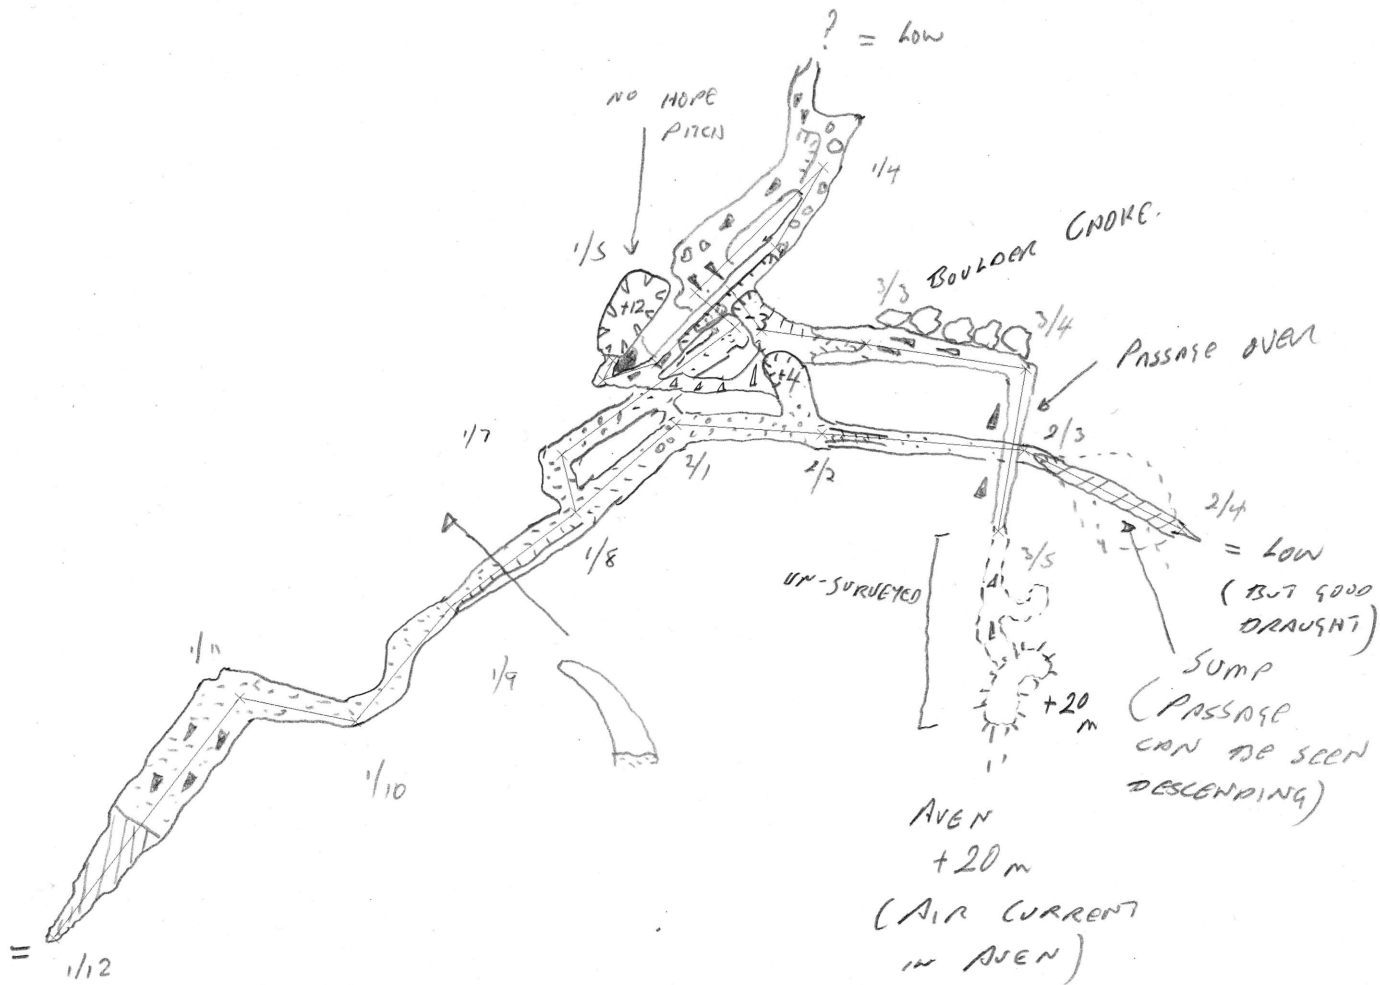 ? = LOW
NO HOPE
PITCH
1/4
1/5
BOULDER CHOKE.
3/3
+12
-3
3/4
PASSAGE OVER
+4
1/7
2/1
2/2
2/3
2/4
= LOW
(BUT GOOD
DRAUGHT)
1/8
UN-SURVEYED
3/5
1/9
1/11
+20
m
SUMP
(PASSAGE
CAN BE SEEN
DESCENDING)
1/10
AVEN
+20 m
(AIR CURRENT
IN AVEN)
=
1/12